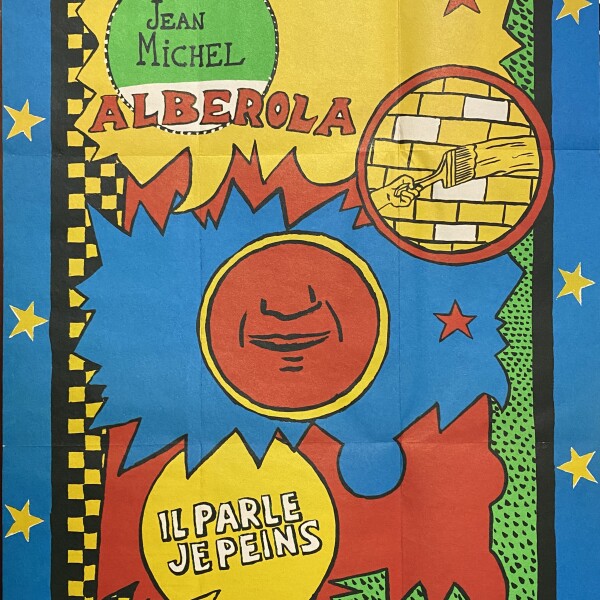 JEAN
MICHEL
ALBEROLA
IL PARLE
JE PEINS